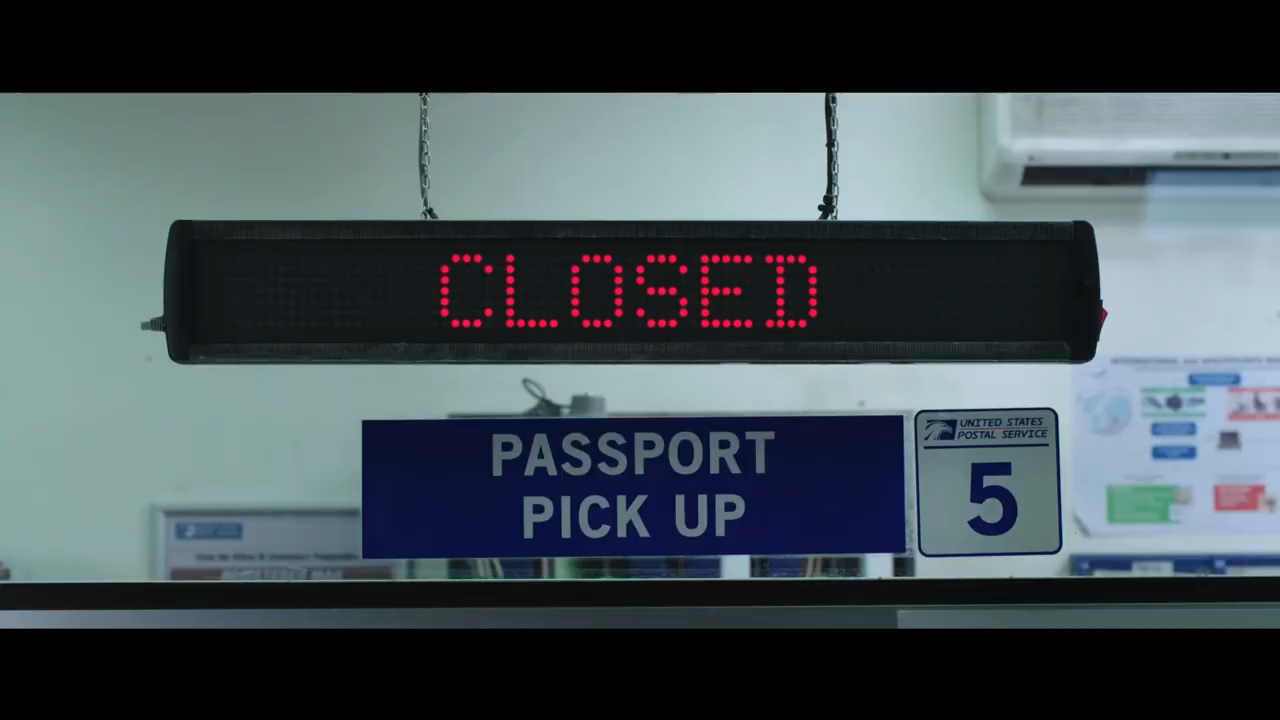 CLOSED
PASSPORT
PICK UP
UNITED STATES
POSTAL SERVICE
5